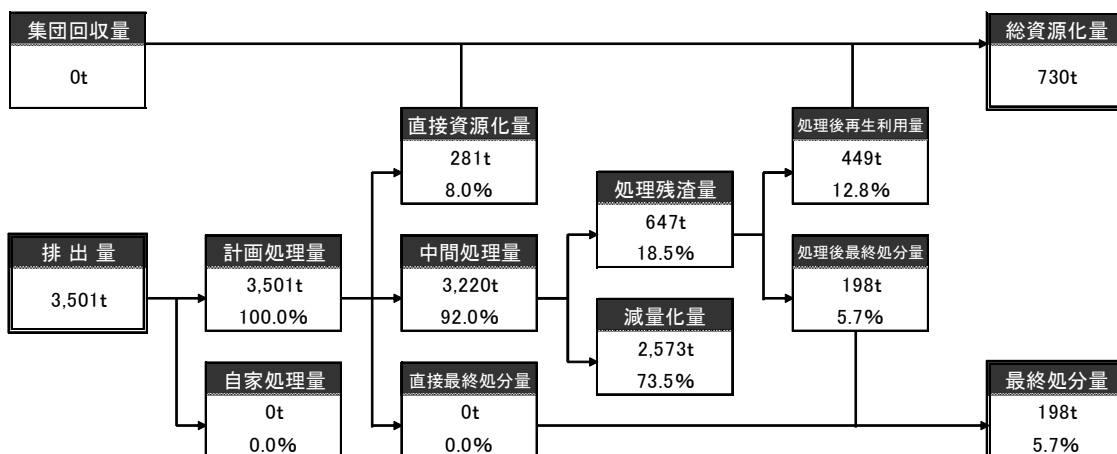 集団回収量
0t
総資源化量
730t
直接資源化量
281t
8.0%
処理後再生利用量
449t
12.8%
処理残渣量
647t
18.5%
排出量
3,501t
計画処理量
3,501t
100.0%
中間処理量
3,220t
92.0%
処理後最終処分量
198t
5.7%
減量化量
2,573t
73.5%
自家処理量
0t
0.0%
直接最終処分量
0t
0.0%
最終処分量
198t
5.7%